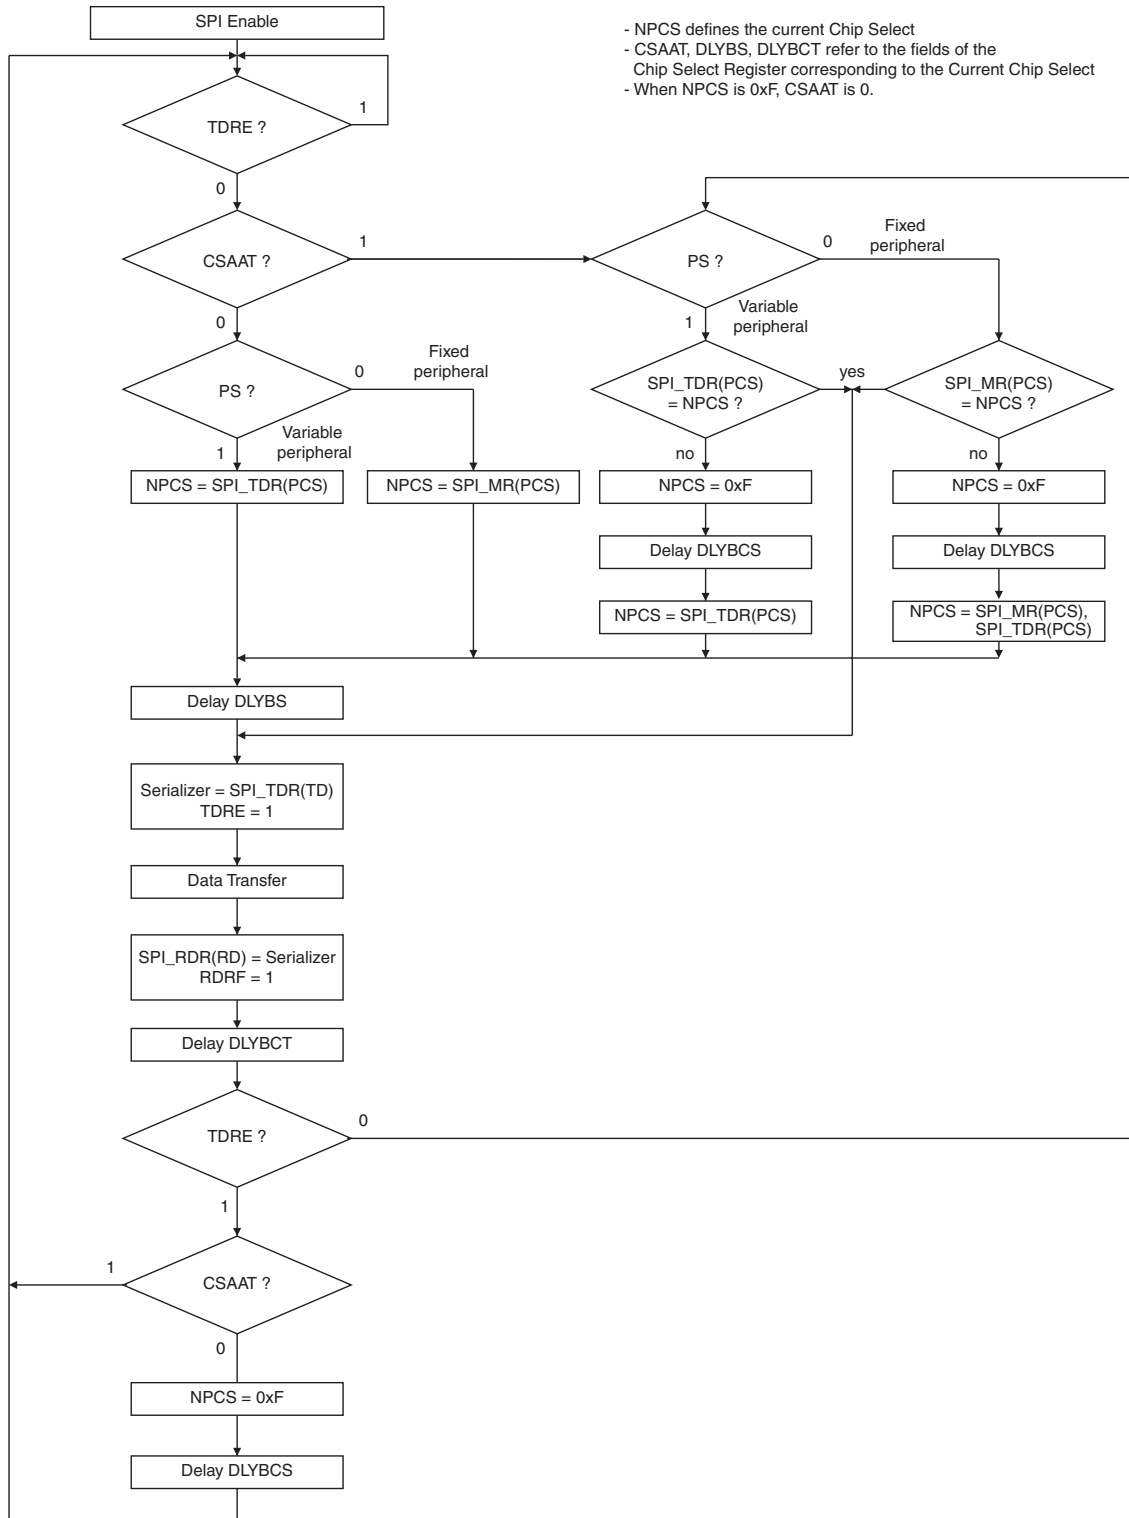 SPI Enable
- NPCS defines the current Chip Select
- CSAAT, DLYBS, DLYBCT refer to the fields of the
Chip Select Register corresponding to the Current Chip Select
- When NPCS is 0xF, CSAAT is 0.
TDRE ?
1
0
CSAAT ?
1
0
PS ?
0
Fixed
peripheral
1
Variable
peripheral
NPCS = SPI_TDR(PCS)
NPCS = SPI_MR(PCS)
PS ?
0
Fixed
peripheral
1
Variable
peripheral
SPI_TDR(PCS)
= NPCS ?
yes
SPI_MR(PCS)
= NPCS ?
no
no
NPCS = 0xF
NPCS = 0xF
Delay DLYBCS
Delay DLYBCS
NPCS = SPI_TDR(PCS)
NPCS = SPI_MR(PCS),
SPI_TDR(PCS)
Delay DLYBS
Serializer = SPI_TDR(TD)
TDRE = 1
Data Transfer
SPI_RDR(RD) = Serializer
RDRF = 1
Delay DLYBCT
TDRE ?
0
1
CSAAT ?
1
0
NPCS = 0xF
Delay DLYBCS